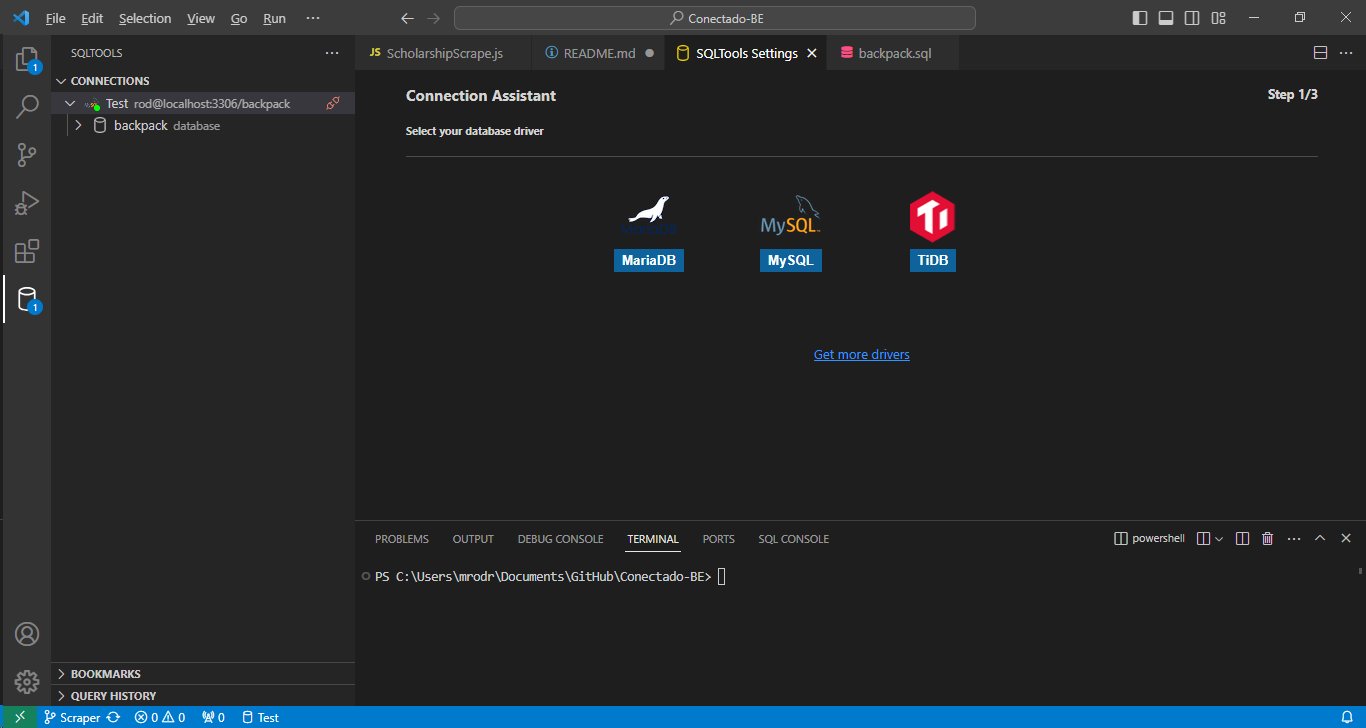 File Edit Selection View Go Run ···
Conectado-BE
SQLTOOLS ···
JS ScholarshipScrape.js
README.md
SQLTools Settings
backpack.sql
1
CONNECTIONS
Test rod@localhost:3306/backpack
backpack database
1
Connection Assistant
Step 1/3
Select your database driver
MySQL
Ti
MariaDB
MySQL
TiDB
Get more drivers
PROBLEMS OUTPUT DEBUG CONSOLE TERMINAL PORTS SQL CONSOLE
powershell
PS C:\Users\mrodr\Documents\GitHub\Conectado-BE>
BOOKMARKS
QUERY HISTORY
Scraper 0 0 0 Test